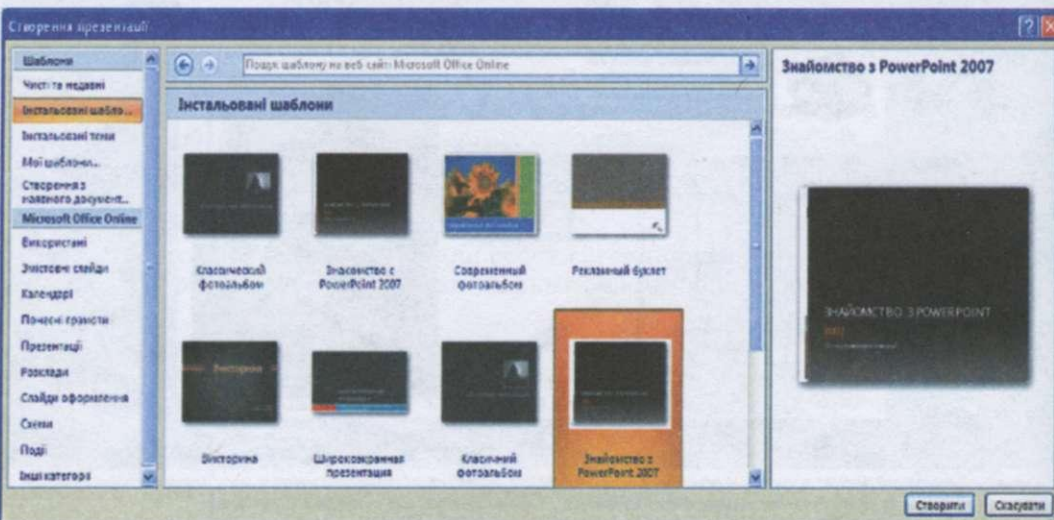 Створення презентації
Шаблони
Чисті та недавні
Інстальовані шабло...
Інстальовані теми
Мої шаблони...
Створення з
наявного документ...
Microsoft Office Online
Використані
Змістовні слайди
Календарі
Почесні грамоти
Презентації
Розклади
Слайди оформлення
Схеми
Події
Інші категорії
Пошук шаблону на веб-сайті Microsoft Office Online
Інстальовані шаблони
Классический
фотоальбом
Знакомство с
PowerPoint 2007
Современный
фотоальбом
Рекламный буклет
Викторина
Викторина
Широкоэкранная
презентация
Класичний
фотоальбом
Знайомство з
PowerPoint 2007
Знайомство з PowerPoint 2007
ЗНАЙОМСТВО З POWERPOINT
2007
Створити
Скасувати